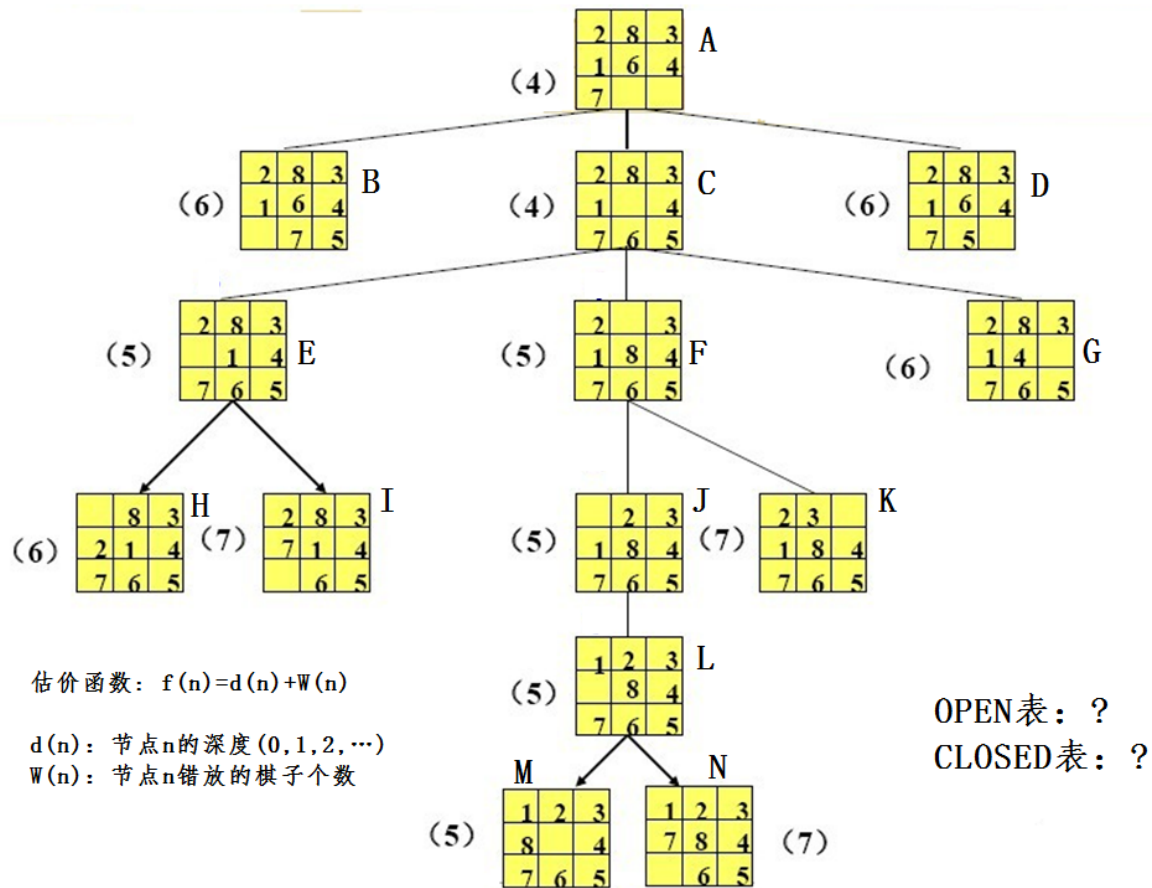 2 8 3 A
(4) 1 6 4
7
2 8 3 B
(6) 1 6 4
7 5
2 8 3 C
(4) 1 4
7 6 5
2 8 3 D
(6) 1 6 4
7 5
2 8 3
(5) 1 4 E
7 6 5
2 3
(5) 1 8 4 F
7 6 5
2 8 3
(6) 1 4 G
7 6 5
8 3 H
(6) 2 1 4
7 6 5
2 8 3 I
(7) 7 1 4
6 5
2 3 J
(5) 1 8 4
7 6 5
2 3 K
(7) 1 8 4
7 6 5
1 2 3 L
(5) 8 4
7 6 5
M
1 2 3
(5) 8 4
7 6 5
N
1 2 3
7 8 4 (7)
6 5
估价函数: f(n)=d(n)+W(n)
d(n): 节点n的深度(0,1,2,…)
W(n): 节点n错放的棋子个数
OPEN表: ?
CLOSED表: ?